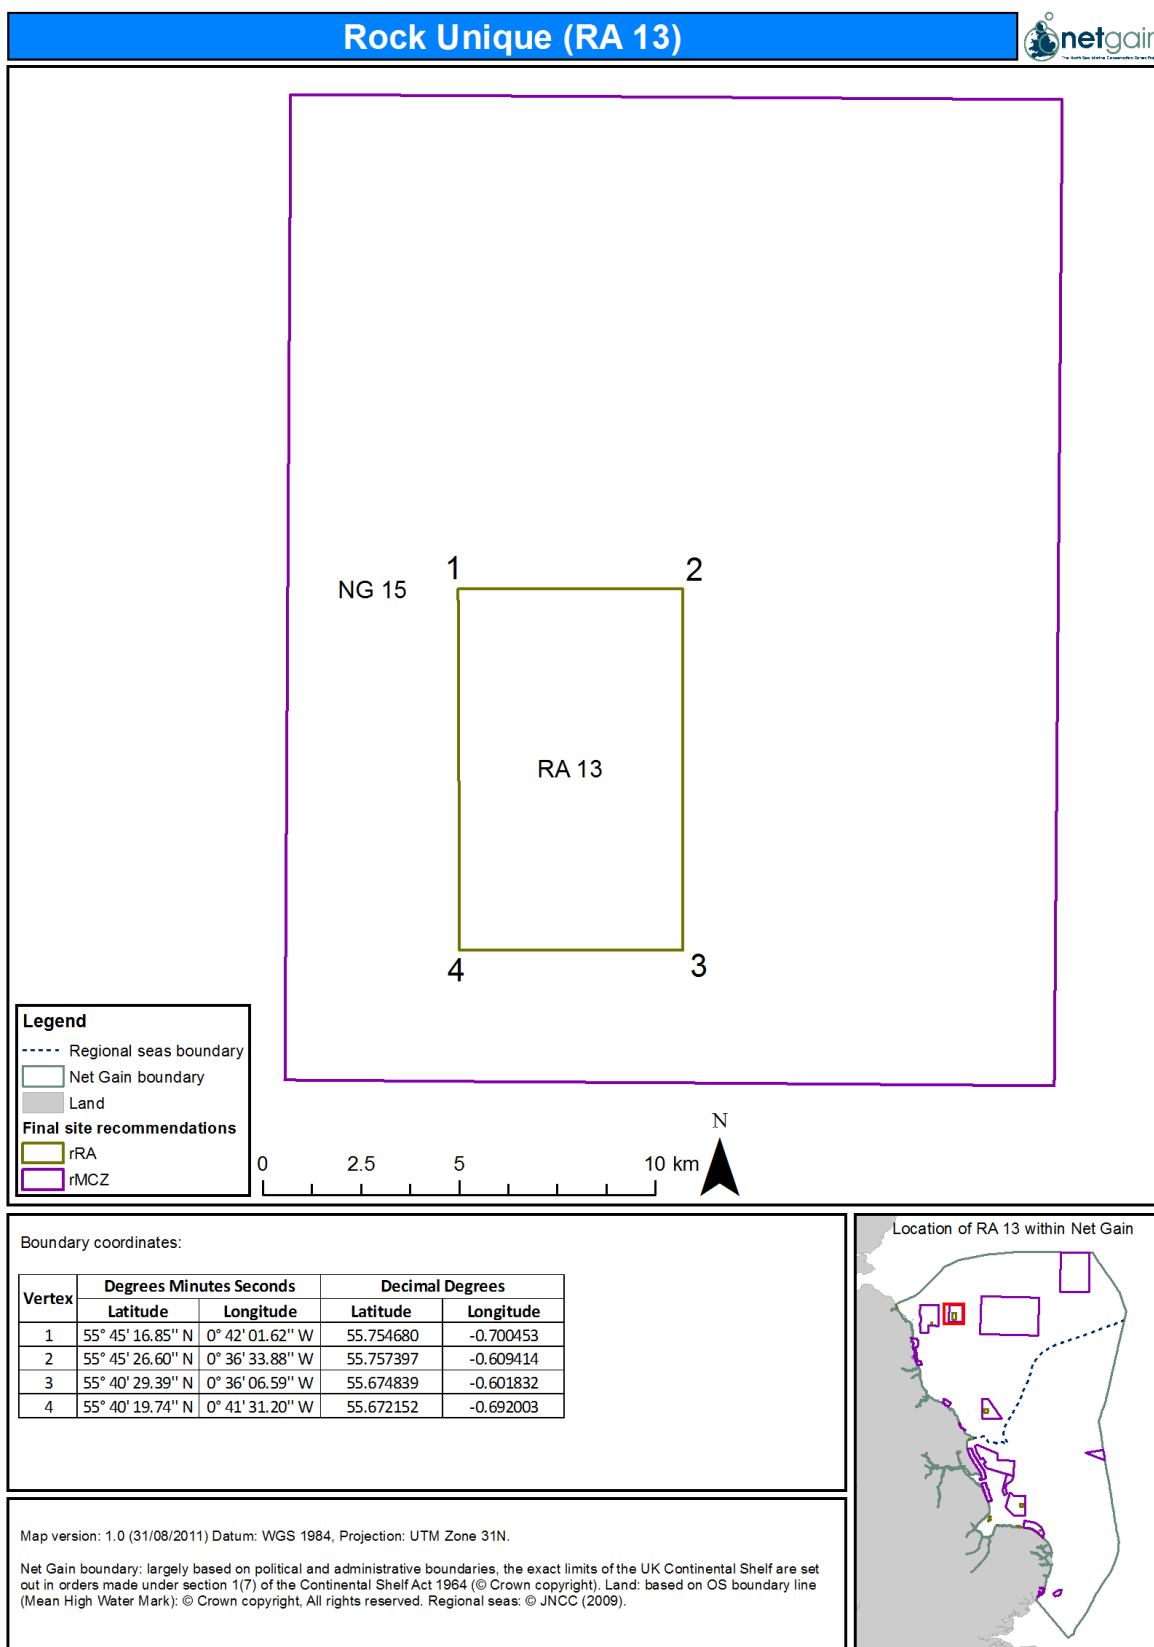 Rock Unique (RA 13)
netgain
1
2
NG 15
RA 13
4
3
Legend
Regional seas boundary
Net Gain boundary
Land
Final site recommendations
rRA
rMCZ
0 2.5 5 10 km
N
Boundary coordinates:
Vertex Degrees Minutes Seconds Decimal Degrees
Latitude Longitude Latitude Longitude
1 55° 45' 16.85'' N 0° 42' 01.62'' W 55.754680 -0.700453
2 55° 45' 26.60'' N 0° 36' 33.88'' W 55.757397 -0.609414
3 55° 40' 29.39'' N 0° 36' 06.59'' W 55.674839 -0.601832
4 55° 40' 19.74'' N 0° 41' 31.20'' W 55.672152 -0.692003
Location of RA 13 within Net Gain
Map version: 1.0 (31/08/2011) Datum: WGS 1984, Projection: UTM Zone 31N.
Net Gain boundary: largely based on political and administrative boundaries, the exact limits of the UK Continental Shelf are set
out in orders made under section 1(7) of the Continental Shelf Act 1964 (© Crown copyright). Land: based on OS boundary line
(Mean High Water Mark): © Crown copyright, All rights reserved. Regional seas: © JNCC (2009).